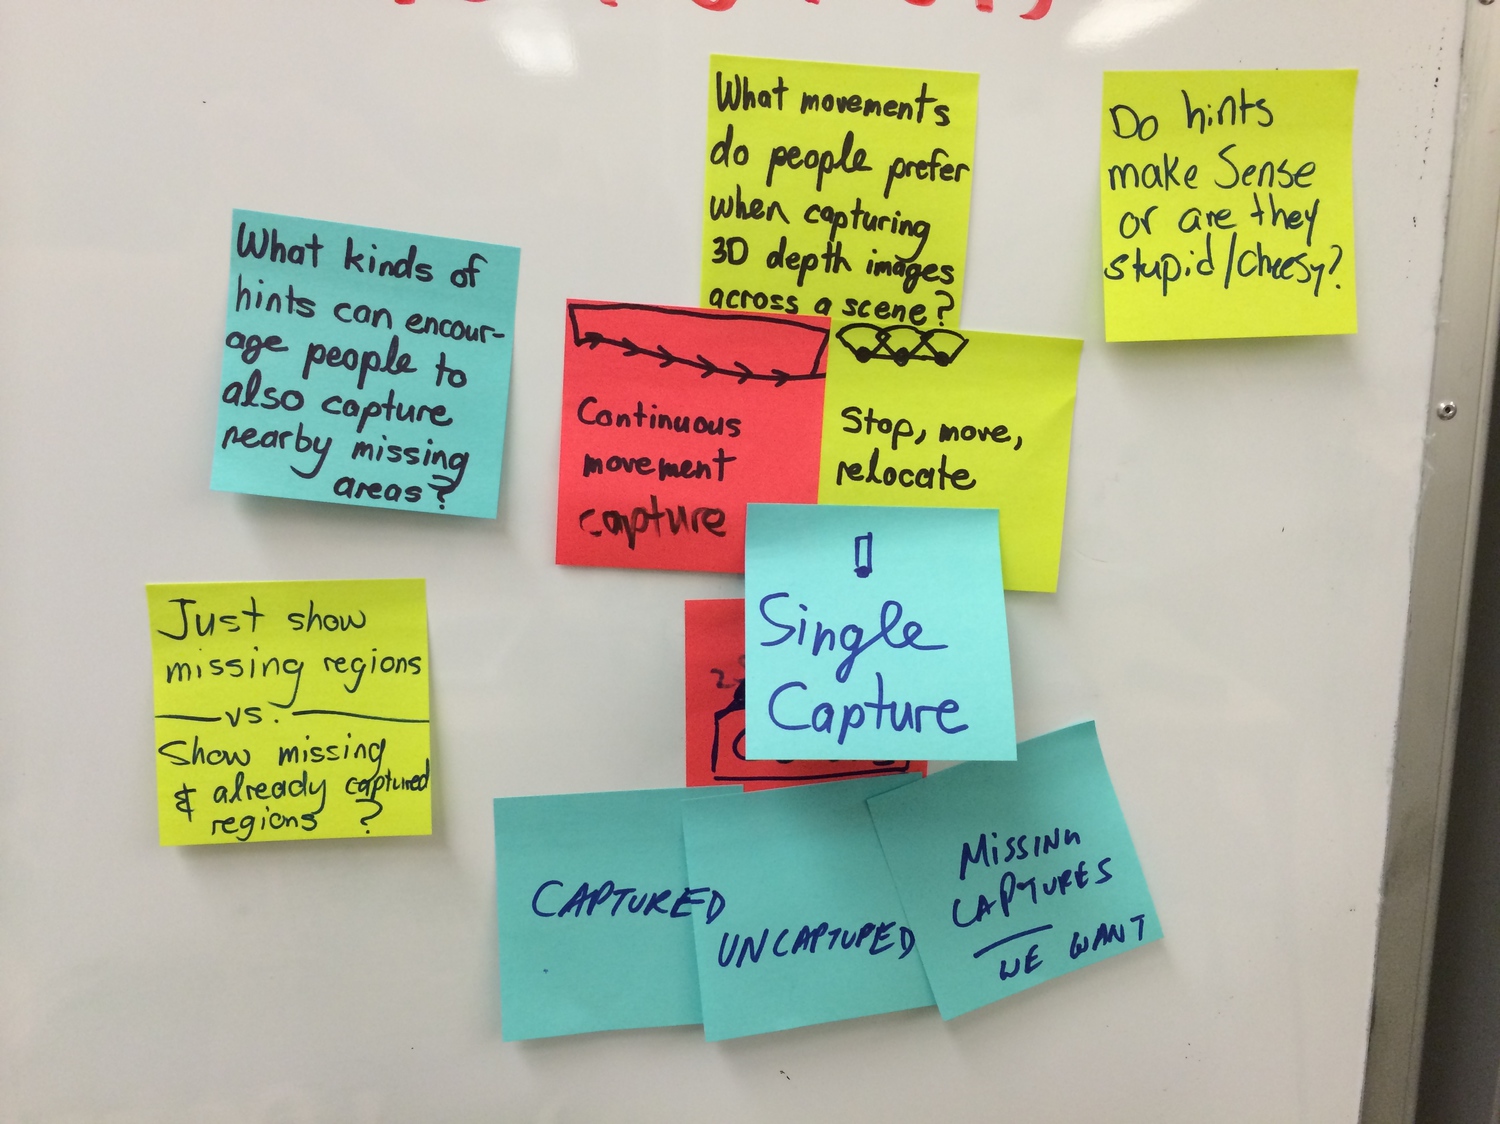 What movements
do people prefer
when capturing
3D depth images
across a scene?
Do hints
make Sense
or are they
stupid/cheesy?
What kinds of
hints can encour-
age people to
also capture
nearby missing
areas?
Continuous
movement
capture
Stop, move,
relocate
Single
Capture
Just show
missing regions
vs.
Show missing
& already captured
regions ?
CAPTURED
UNCAPTURED
MISSING
CAPTURES
WE WANT